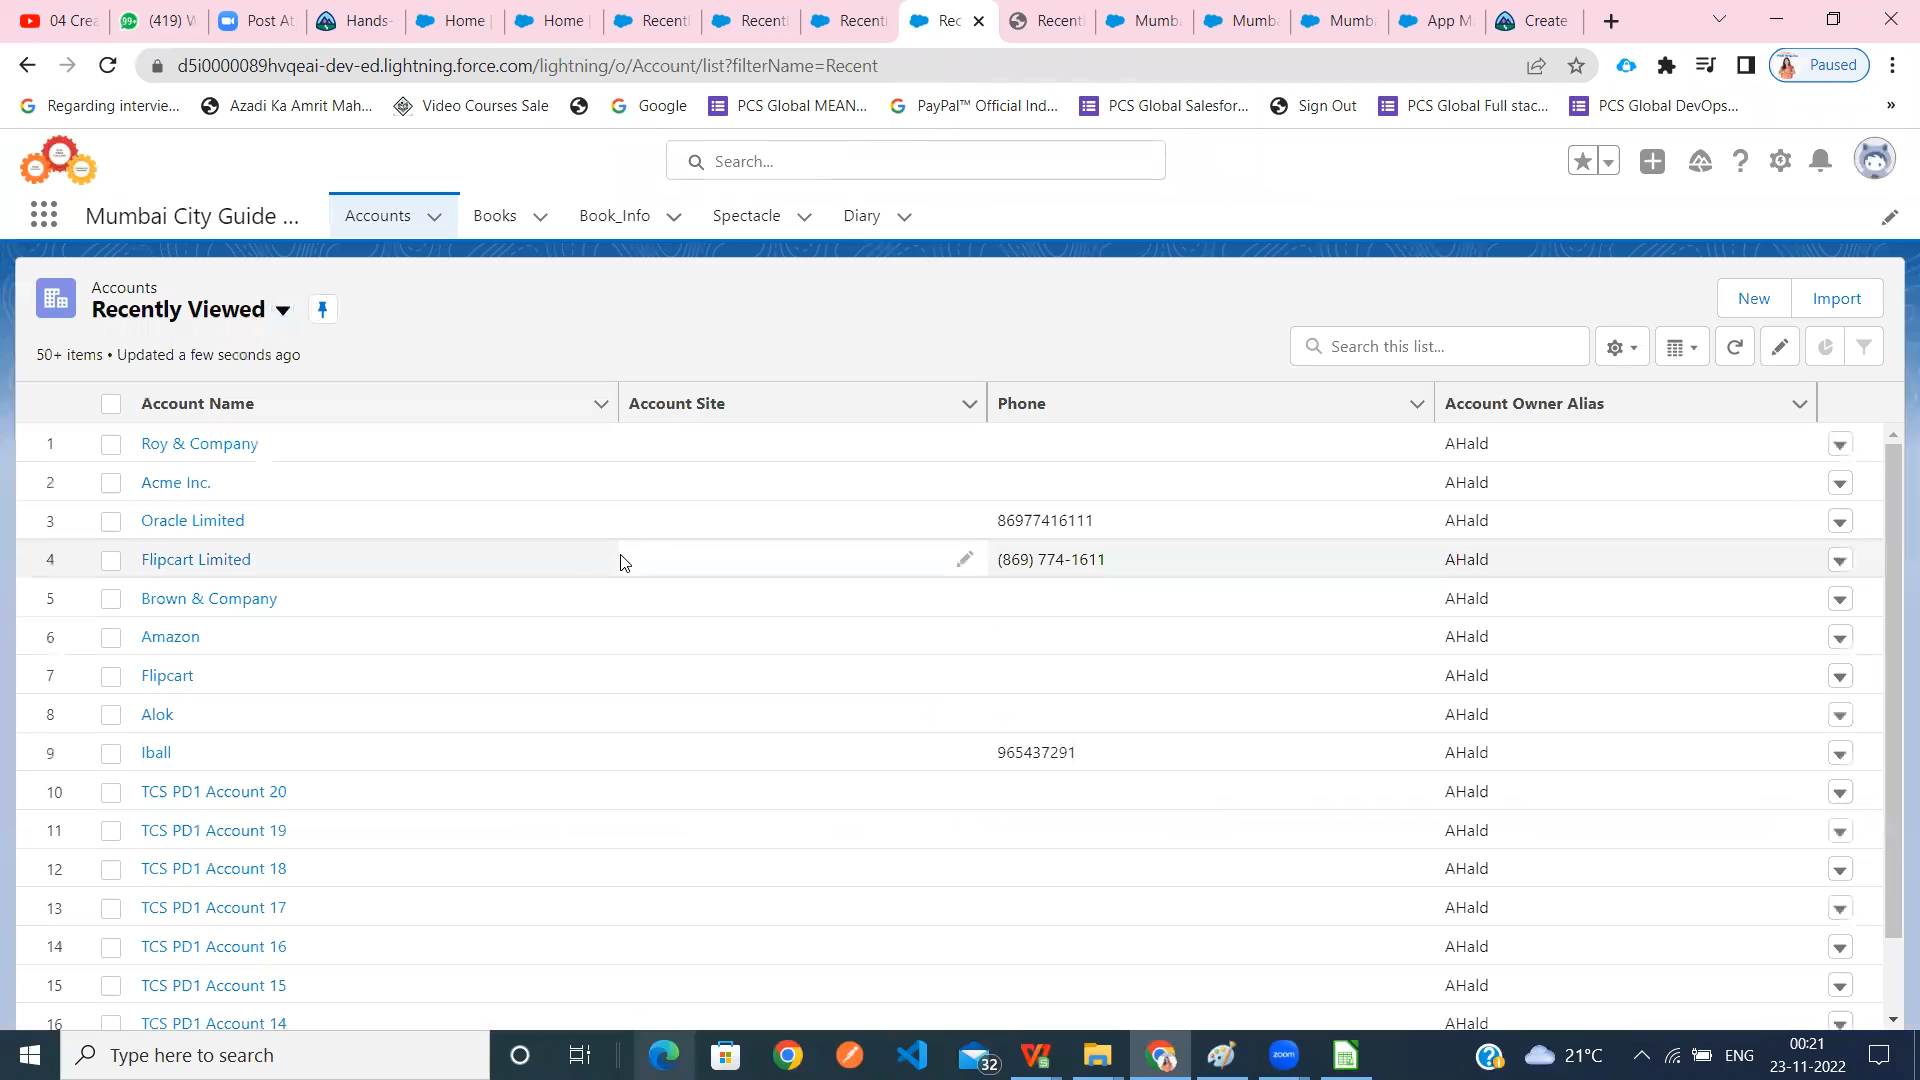 04 Crea
99+ (419) W
Post At
Hands-
Home
Home
Recent
Recent
Recent
Rec
Recent
Mumb
Mumb
Mumb
App M
Create
d5i0000089hvqeai-dev-ed.lightning.force.com/lightning/o/Account/list?filterName=Recent
Paused
Regarding intervie...
Azadi Ka Amrit Mah...
Video Courses Sale
Google
PCS Global MEAN...
PayPal™ Official Ind...
PCS Global Salesfor...
Sign Out
PCS Global Full stac...
PCS Global DevOps...
»
Search...
Mumbai City Guide ...
Accounts
Books
Book_Info
Spectacle
Diary
Accounts
Recently Viewed
New
Import
50+ items • Updated a few seconds ago
Search this list...
Account Name Account Site Phone Account Owner Alias
1 Roy & Company AHald
2 Acme Inc. AHald
3 Oracle Limited 86977416111 AHald
4 Flipcart Limited (869) 774-1611 AHald
5 Brown & Company AHald
6 Amazon AHald
7 Flipcart AHald
8 Alok AHald
9 Iball 965437291 AHald
10 TCS PD1 Account 20 AHald
11 TCS PD1 Account 19 AHald
12 TCS PD1 Account 18 AHald
13 TCS PD1 Account 17 AHald
14 TCS PD1 Account 16 AHald
15 TCS PD1 Account 15 AHald
16 TCS PD1 Account 14 AHald
Type here to search
32
zoom
21°C
ENG
00:21
23-11-2022